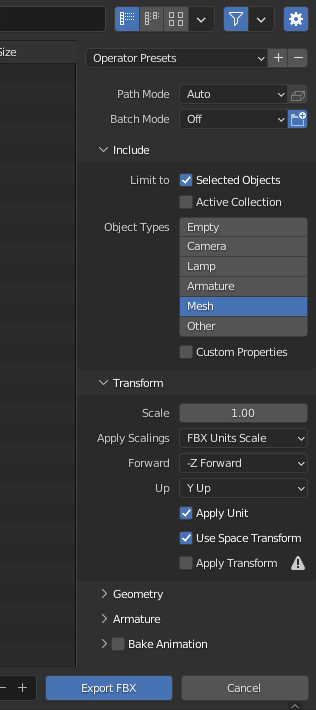 Size
Operator Presets
Path Mode Auto
Batch Mode Off
Include
Limit to Selected Objects
Active Collection
Object Types Empty
Camera
Lamp
Armature
Mesh
Other
Custom Properties
Transform
Scale 1.00
Apply Scalings FBX Units Scale
Forward -Z Forward
Up Y Up
Apply Unit
Use Space Transform
Apply Transform
Geometry
Armature
Bake Animation
Export FBX Cancel